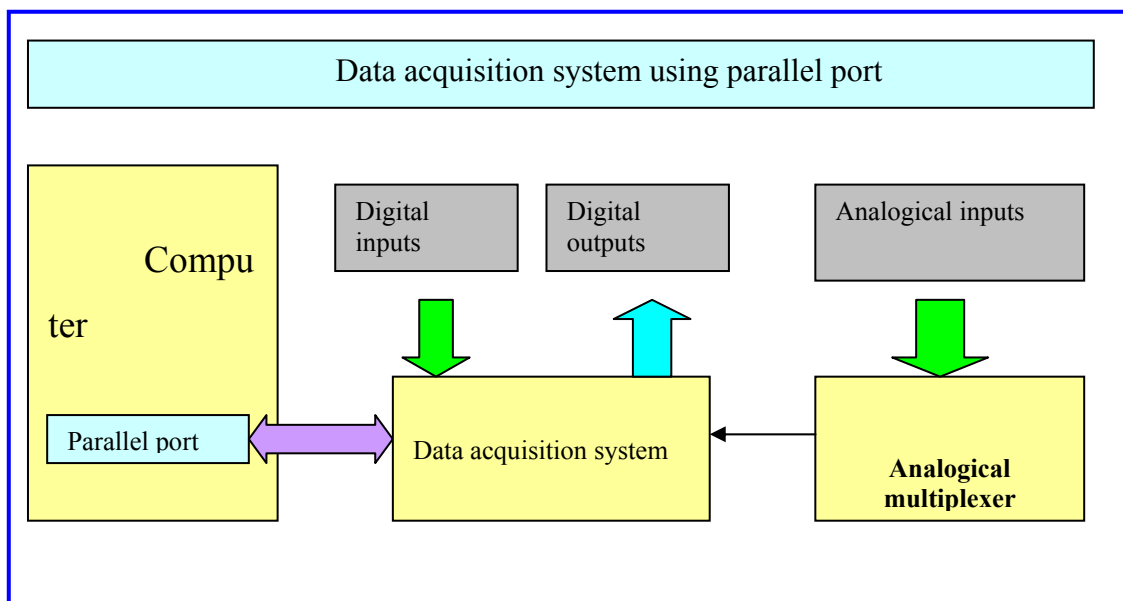 Data acquisition system using parallel port
Compu
ter
Parallel port
Digital
inputs
Digital
outputs
Analogical inputs
Data acquisition system
Analogical
multiplexer